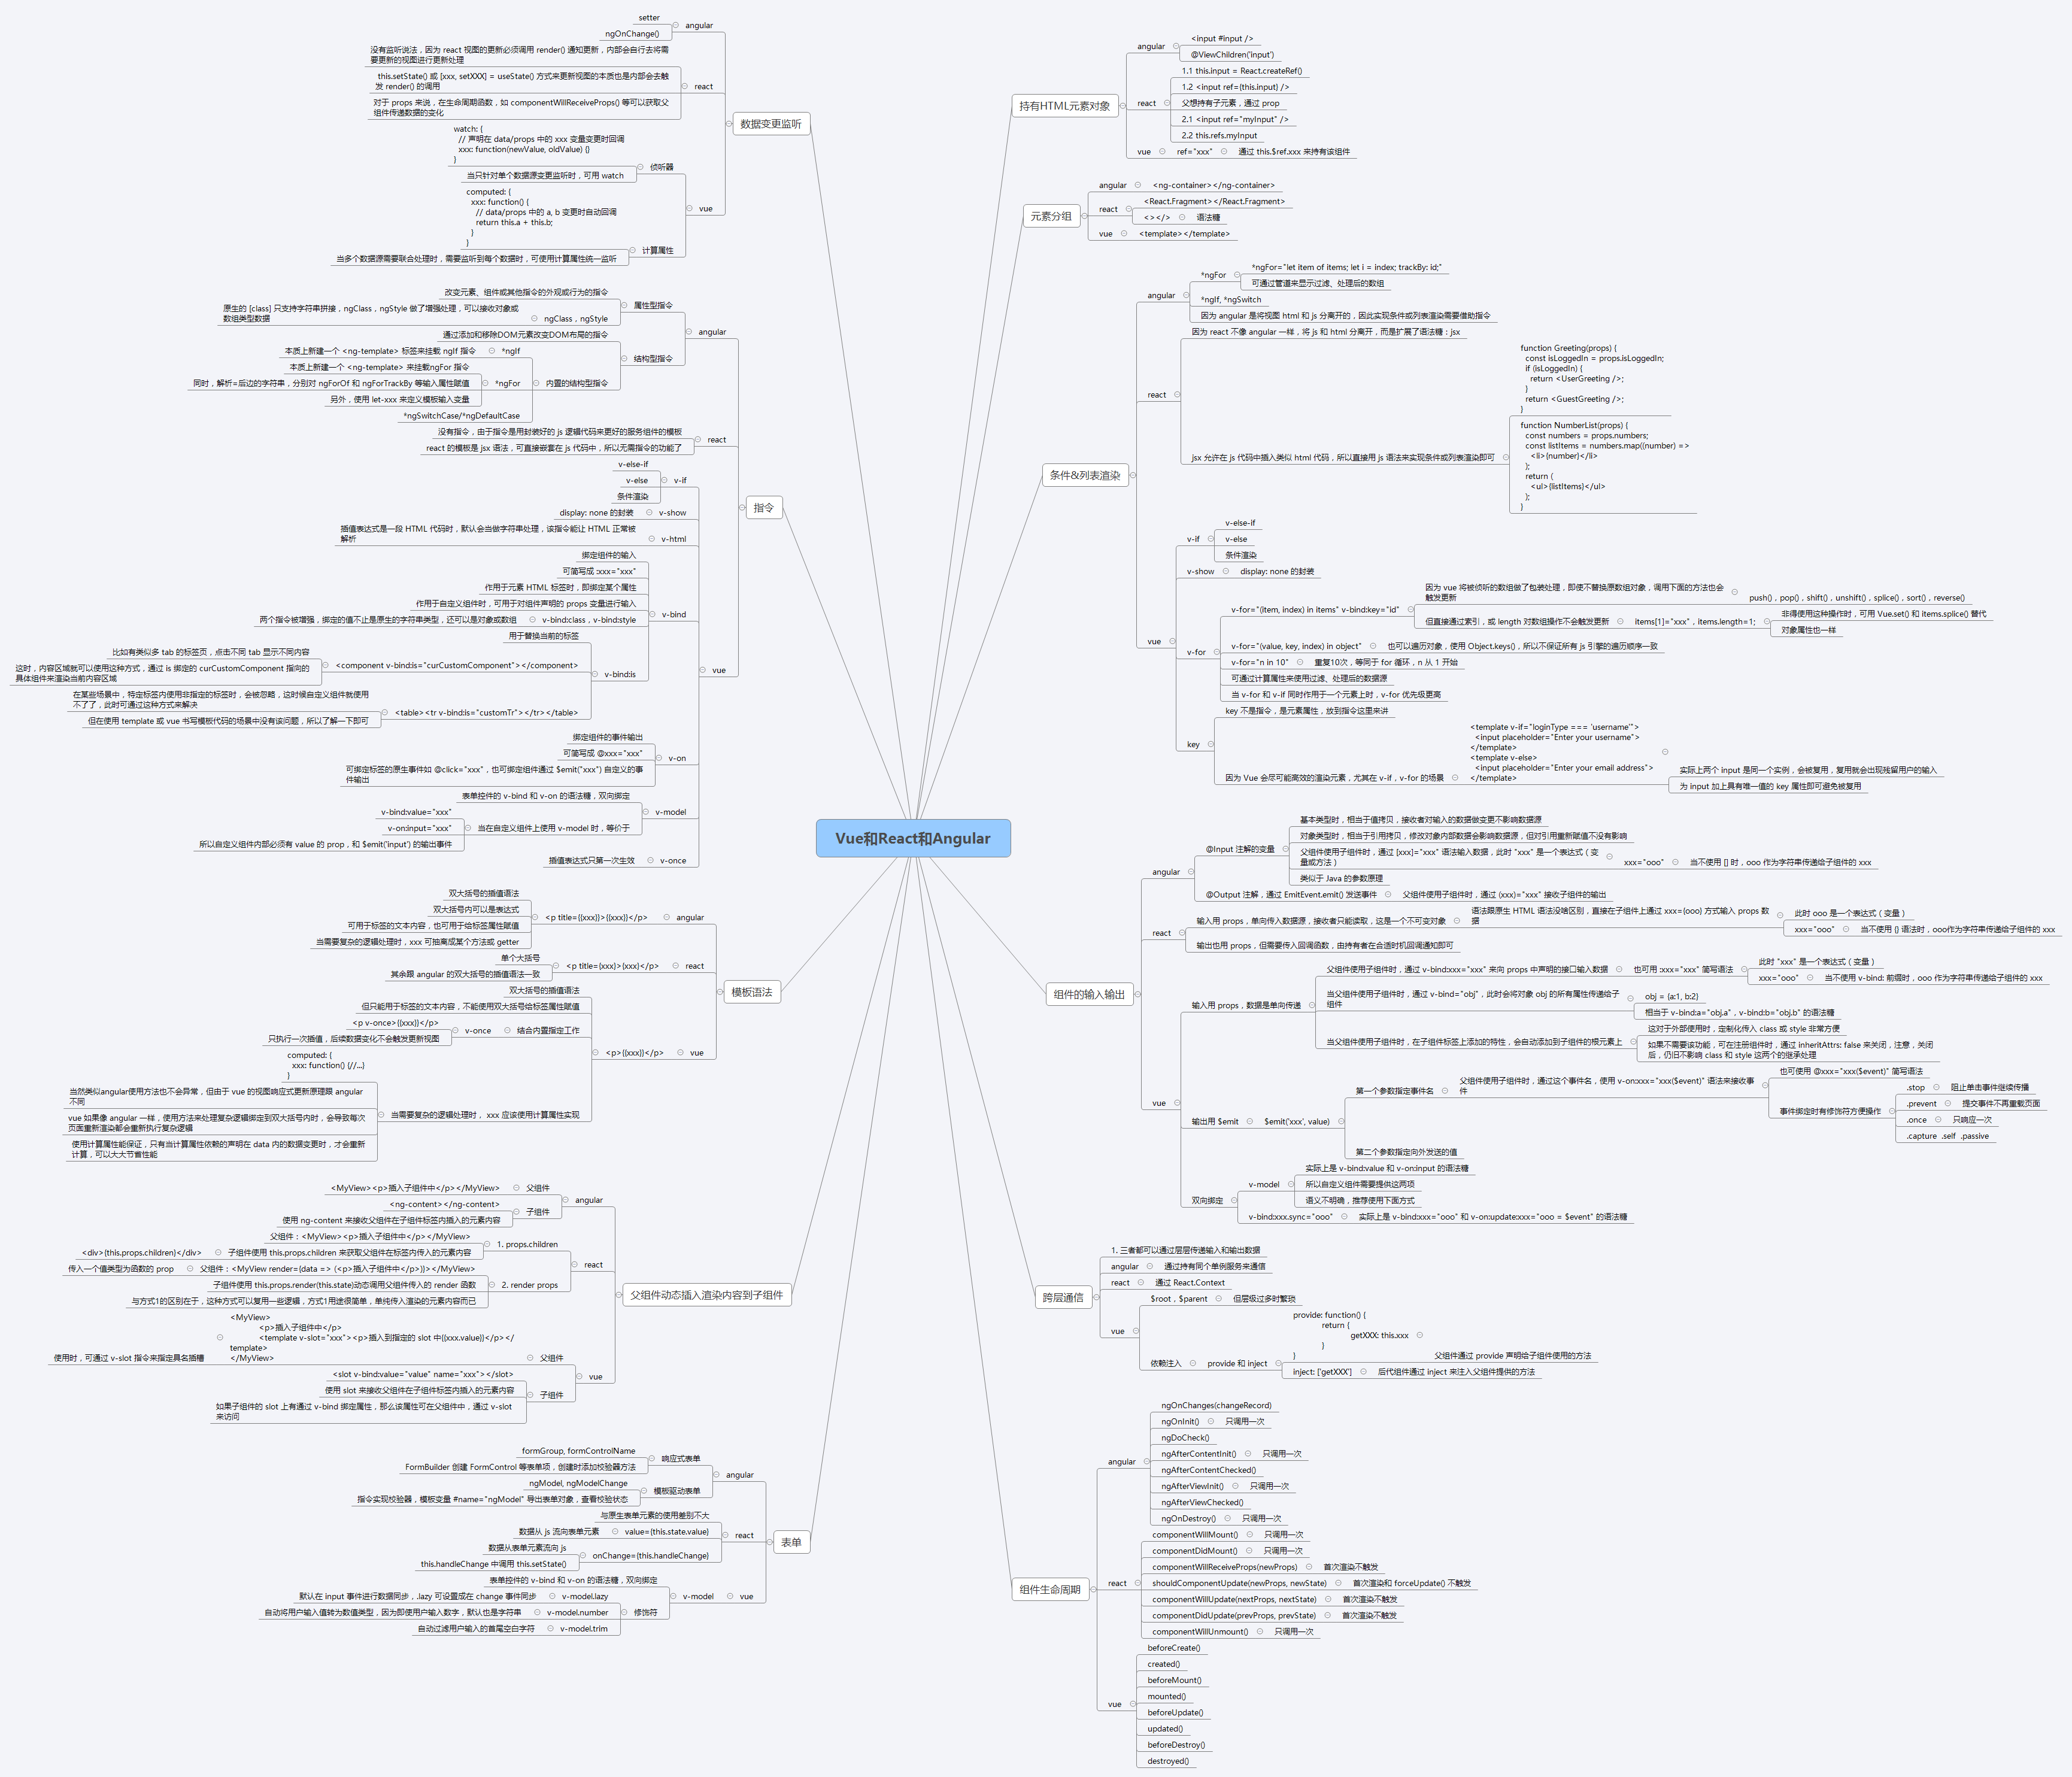 Vue和React和Angular
数据变更监听
angular
setter
ngOnChange()
react
没有监听说法，因为 react 视图的更新必须调用 render() 通知更新，内部会自行去将需
要更新的视图进行更新处理
this.setState() 或 [xxx, setXXX] = useState() 方式来更新视图的本质也是内部会去触
发 render() 的调用
对于 props 来说，在生命周期函数，如 componentWillReceiveProps() 等可以获取父
组件传递数据的变化
vue
侦听器
watch: {
// 声明在 data/props 中的 xxx 变量变更时回调
xxx: function(newValue, oldValue) {}
}
当只针对单个数据源变更监听时，可用 watch
计算属性
computed: {
xxx: function() {
// data/props 中的 a, b 变更时自动回调
return this.a + this.b;
}
}
当多个数据源需要联合处理时，需要监听到每个数据时，可使用计算属性统一监听
指令
angular
属性型指令
改变元素、组件或其他指令的外观或行为的指令
ngClass，ngStyle
原生的 [class] 只支持字符串拼接，ngClass，ngStyle 做了增强处理，可以接收对象或
数组类型数据
结构型指令
通过添加和移除DOM元素改变DOM布局的指令
内置的结构型指令
*ngIf
本质上新建一个 <ng-template> 标签来挂载 ngIf 指令
*ngFor
本质上新建一个 <ng-template> 来挂载ngFor 指令
同时，解析=后边的字符串，分别对 ngForOf 和 ngForTrackBy 等输入属性赋值
另外，使用 let-xxx 来定义模板输入变量
*ngSwitchCase/*ngDefaultCase
react
没有指令，由于指令是用封装好的 js 逻辑代码来更好的服务组件的模板
react 的模板是 jsx 语法，可直接嵌套在 js 代码中，所以无需指令的功能了
vue
v-if
v-else-if
v-else
条件渲染
v-show
display: none 的封装
v-html
插值表达式是一段 HTML 代码时，默认会当做字符串处理，该指令能让 HTML 正常被
解析
v-bind
绑定组件的输入
可简写成 :xxx="xxx"
作用于元素 HTML 标签时，即绑定某个属性
作用于自定义组件时，可用于对组件声明的 props 变量进行输入
v-bind:class，v-bind:style
两个指令被增强，绑定的值不止是原生的字符串类型，还可以是对象或数组
v-bind:is
用于替换当前的标签
<component v-bind:is="curCustomComponent"></component>
比如有类似多 tab 的标签页，点击不同 tab 显示不同内容
这时，内容区域就可以使用这种方式，通过 is 绑定的 curCustomComponent 指向的
具体组件来渲染当前内容区域
<table><tr v-bind:is="customTr"></tr></table>
在某些场景中，特定标签内使用非指定的标签时，会被忽略，这时候自定义组件就使用
不了了，此时可通过这种方式来解决
但在使用 template 或 vue 书写模板代码的场景中没有该问题，所以了解一下即可
v-on
绑定组件的事件输出
可简写成 @xxx="xxx"
可绑定标签的原生事件如 @click="xxx"，也可绑定组件通过 $emit("xxx") 自定义的事
件输出
v-model
表单控件的 v-bind 和 v-on 的语法糖，双向绑定
当在自定义组件上使用 v-model 时，等价于
v-bind:value="xxx"
v-on:input="xxx"
所以自定义组件内部必须有 value 的 prop，和 $emit('input') 的输出事件
v-once
插值表达式只第一次生效
模板语法
angular
<p title={{xxx}}>{{xxx}}</p>
双大括号的插值语法
双大括号内可以是表达式
可用于标签的文本内容，也可用于给标签属性赋值
当需要复杂的逻辑处理时，xxx 可抽离成某个方法或 getter
react
<p title={xxx}>{xxx}</p>
单个大括号
其余跟 angular 的双大括号的插值语法一致
vue
<p>{{xxx}}</p>
双大括号的插值语法
但只能用于标签的文本内容，不能使用双大括号给标签属性赋值
结合内置指定工作
v-once
<p v-once>{{xxx}}</p>
只执行一次插值，后续数据变化不会触发更新视图
当需要复杂的逻辑处理时， xxx 应该使用计算属性实现
computed: {
xxx: function() {//...}
}
当然类似angular使用方法也不会异常，但由于 vue 的视图响应式更新原理跟 angular
不同
vue 如果像 angular 一样，使用方法来处理复杂逻辑绑定到双大括号内时，会导致每次
页面重新渲染都会重新执行复杂逻辑
使用计算属性能保证，只有当计算属性依赖的声明在 data 内的数据变更时，才会重新
计算，可以大大节省性能
父组件动态插入渲染内容到子组件
angular
父组件
<MyView><p>插入子组件中</p></MyView>
子组件
<ng-content></ng-content>
使用 ng-content 来接收父组件在子组件标签内插入的元素内容
react
1. props.children
父组件：<MyView><p>插入子组件中</p></MyView>
子组件使用 this.props.children 来获取父组件在标签内传入的元素内容
<div>{this.props.children}</div>
2. render props
父组件：<MyView render={data => (<p>插入子组件中</p>)}></MyView>
传入一个值类型为函数的 prop
子组件使用 this.props.render(this.state)动态调用父组件传入的 render 函数
与方式1的区别在于，这种方式可以复用一些逻辑，方式1用途很简单，单纯传入渲染的元素内容而已
vue
父组件
<MyView>
<p>插入子组件中</p>
<template v-slot="xxx"><p>插入到指定的 slot 中{{xxx.value}}</p></
template>
</MyView>
使用时，可通过 v-slot 指令来指定具名插槽
子组件
<slot v-bind:value="value" name="xxx"></slot>
使用 slot 来接收父组件在子组件标签内插入的元素内容
如果子组件的 slot 上有通过 v-bind 绑定属性，那么该属性可在父组件中，通过 v-slot
来访问
表单
angular
响应式表单
formGroup, formControlName
FormBuilder 创建 FormControl 等表单项，创建时添加校验器方法
模板驱动表单
ngModel, ngModelChange
指令实现校验器，模板变量 #name="ngModel" 导出表单对象，查看校验状态
react
与原生表单元素的使用差别不大
value={this.state.value}
数据从 js 流向表单元素
onChange={this.handleChange}
数据从表单元素流向 js
this.handleChange 中调用 this.setState()
vue
v-model
表单控件的 v-bind 和 v-on 的语法糖，双向绑定
修饰符
v-model.lazy
默认在 input 事件进行数据同步，.lazy 可设置成在 change 事件同步
v-model.number
自动将用户输入值转为数值类型，因为即使用户输入数字，默认也是字符串
v-model.trim
自动过滤用户输入的首尾空白字符
持有HTML元素对象
angular
<input #input />
@ViewChildren('input')
react
1.1 this.input = React.createRef()
1.2 <input ref={this.input} />
父想持有子元素，通过 prop
2.1 <input ref="myInput" />
2.2 this.refs.myInput
vue
ref="xxx"
通过 this.$ref.xxx 来持有该组件
元素分组
angular
<ng-container></ng-container>
react
<React.Fragment></React.Fragment>
<></>
语法糖
vue
<template></template>
条件&列表渲染
angular
*ngFor
*ngFor="let item of items; let i = index; trackBy: id;"
可通过管道来显示过滤、处理后的数组
*ngIf, *ngSwitch
因为 angular 是将视图 html 和 js 分离开的，因此实现条件或列表渲染需要借助指令
react
因为 react 不像 angular 一样，将 js 和 html 分离开，而是扩展了语法糖：jsx
jsx 允许在 js 代码中插入类似 html 代码，所以直接用 js 语法来实现条件或列表渲染即可
function Greeting(props) {
const isLoggedIn = props.isLoggedIn;
if (isLoggedIn) {
return <UserGreeting />;
}
return <GuestGreeting />;
}
function NumberList(props) {
const numbers = props.numbers;
const listItems = numbers.map((number) =>
<li>{number}</li>
);
return (
<ul>{listItems}</ul>
);
}
vue
v-if
v-else-if
v-else
条件渲染
v-show
display: none 的封装
v-for
v-for="(item, index) in items" v-bind:key="id"
因为 vue 将被侦听的数组做了包装处理，即使不替换原数组对象，调用下面的方法也会
触发更新
push()，pop()，shift()，unshift()，splice()，sort()，reverse()
但直接通过索引，或 length 对数组操作不会触发更新
items[1]="xxx"，items.length=1;
非得使用这种操作时，可用 Vue.set() 和 items.splice() 替代
对象属性也一样
v-for="(value, key, index) in object"
也可以遍历对象，使用 Object.keys()，所以不保证所有 js 引擎的遍历顺序一致
v-for="n in 10"
重复10次，等同于 for 循环，n 从 1 开始
可通过计算属性来使用过滤、处理后的数据源
当 v-for 和 v-if 同时作用于一个元素上时，v-for 优先级更高
key
key 不是指令，是元素属性，放到指令这里来讲
因为 Vue 会尽可能高效的渲染元素，尤其在 v-if，v-for 的场景
<template v-if="loginType === 'username'">
<input placeholder="Enter your username">
</template>
<template v-else>
<input placeholder="Enter your email address">
</template>
实际上两个 input 是同一个实例，会被复用，复用就会出现残留用户的输入
为 input 加上具有唯一值的 key 属性即可避免被复用
组件的输入输出
angular
@Input 注解的变量
基本类型时，相当于值拷贝，接收者对输入的数据做变更不影响数据源
对象类型时，相当于引用拷贝，修改对象内部数据会影响数据源，但对引用重新赋值不没有影响
父组件使用子组件时，通过 [xxx]="xxx" 语法输入数据，此时 "xxx" 是一个表达式（变
量或方法）
xxx="ooo"
当不使用 [] 时，ooo 作为字符串传递给子组件的 xxx
类似于 Java 的参数原理
@Output 注解，通过 EmitEvent.emit() 发送事件
父组件使用子组件时，通过 (xxx)="xxx" 接收子组件的输出
react
输入用 props，单向传入数据源，接收者只能读取，这是一个不可变对象
语法跟原生 HTML 语法没啥区别，直接在子组件上通过 xxx={ooo} 方式输入 props 数
据
此时 ooo 是一个表达式（变量）
xxx="ooo"
当不使用 {} 语法时，ooo作为字符串传递给子组件的 xxx
输出也用 props，但需要传入回调函数，由持有者在合适时机回调通知即可
vue
输入用 props，数据是单向传递
父组件使用子组件时，通过 v-bind:xxx="xxx" 来向 props 中声明的接口输入数据
也可用 :xxx="xxx" 简写语法
此时 "xxx" 是一个表达式（变量）
xxx="ooo"
当不使用 v-bind: 前缀时，ooo 作为字符串传递给子组件的 xxx
当父组件使用子组件时，通过 v-bind="obj"，此时会将对象 obj 的所有属性传递给子
组件
obj = {a:1, b:2}
相当于 v-bind:a="obj.a"，v-bind:b="obj.b" 的语法糖
当父组件使用子组件时，在子组件标签上添加的特性，会自动添加到子组件的根元素上
这对于外部使用时，定制化传入 class 或 style 非常方便
如果不需要该功能，可在注册组件时，通过 inheritAttrs: false 来关闭，注意，关闭
后，仍旧不影响 class 和 style 这两个的继承处理
输出用 $emit
$emit('xxx', value)
第一个参数指定事件名
父组件使用子组件时，通过这个事件名，使用 v-on:xxx="xxx($event)" 语法来接收事
件
也可使用 @xxx="xxx($event)" 简写语法
事件绑定时有修饰符方便操作
.stop
阻止单击事件继续传播
.prevent
提交事件不再重载页面
.once
只响应一次
.capture .self .passive
第二个参数指定向外发送的值
双向绑定
v-model
实际上是 v-bind:value 和 v-on:input 的语法糖
所以自定义组件需要提供这两项
语义不明确，推荐使用下面方式
v-bind:xxx.sync="ooo"
实际上是 v-bind:xxx="ooo" 和 v-on:update:xxx="ooo = $event" 的语法糖
跨层通信
1. 三者都可以通过层层传递输入和输出数据
angular
通过持有同个单例服务来通信
react
通过 React.Context
vue
$root，$parent
但层级过多时繁琐
依赖注入
provide 和 inject
provide: function() {
return {
getXXX: this.xxx
}
}
父组件通过 provide 声明给子组件使用的方法
inject: ['getXXX']
后代组件通过 inject 来注入父组件提供的方法
组件生命周期
angular
ngOnChanges(changeRecord)
ngOnInit()
只调用一次
ngDoCheck()
ngAfterContentInit()
只调用一次
ngAfterContentChecked()
ngAfterViewInit()
只调用一次
ngAfterViewChecked()
ngOnDestroy()
只调用一次
react
componentWillMount()
只调用一次
componentDidMount()
只调用一次
componentWillReceiveProps(newProps)
首次渲染不触发
shouldComponentUpdate(newProps, newState)
首次渲染和 forceUpdate() 不触发
componentWillUpdate(nextProps, nextState)
首次渲染不触发
componentDidUpdate(prevProps, prevState)
首次渲染不触发
componentWillUnmount()
只调用一次
vue
beforeCreate()
created()
beforeMount()
mounted()
beforeUpdate()
updated()
beforeDestroy()
destroyed()